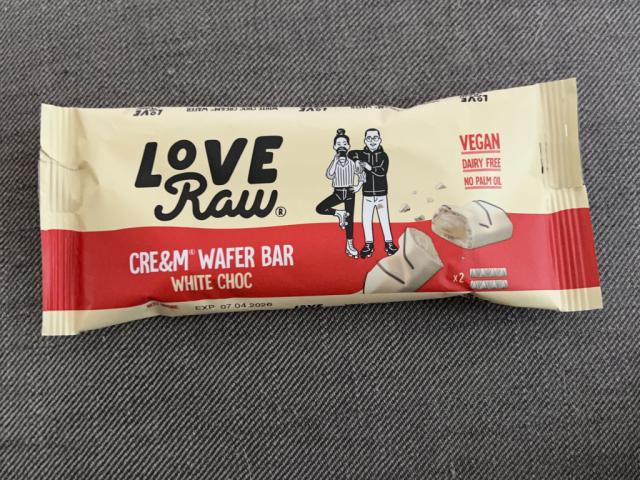 LOVE
Raw®
VEGAN
DAIRY FREE
NO PALM OIL
CRE&M® WAFER BAR
WHITE CHOC
x2
EXP. 07.04.2026